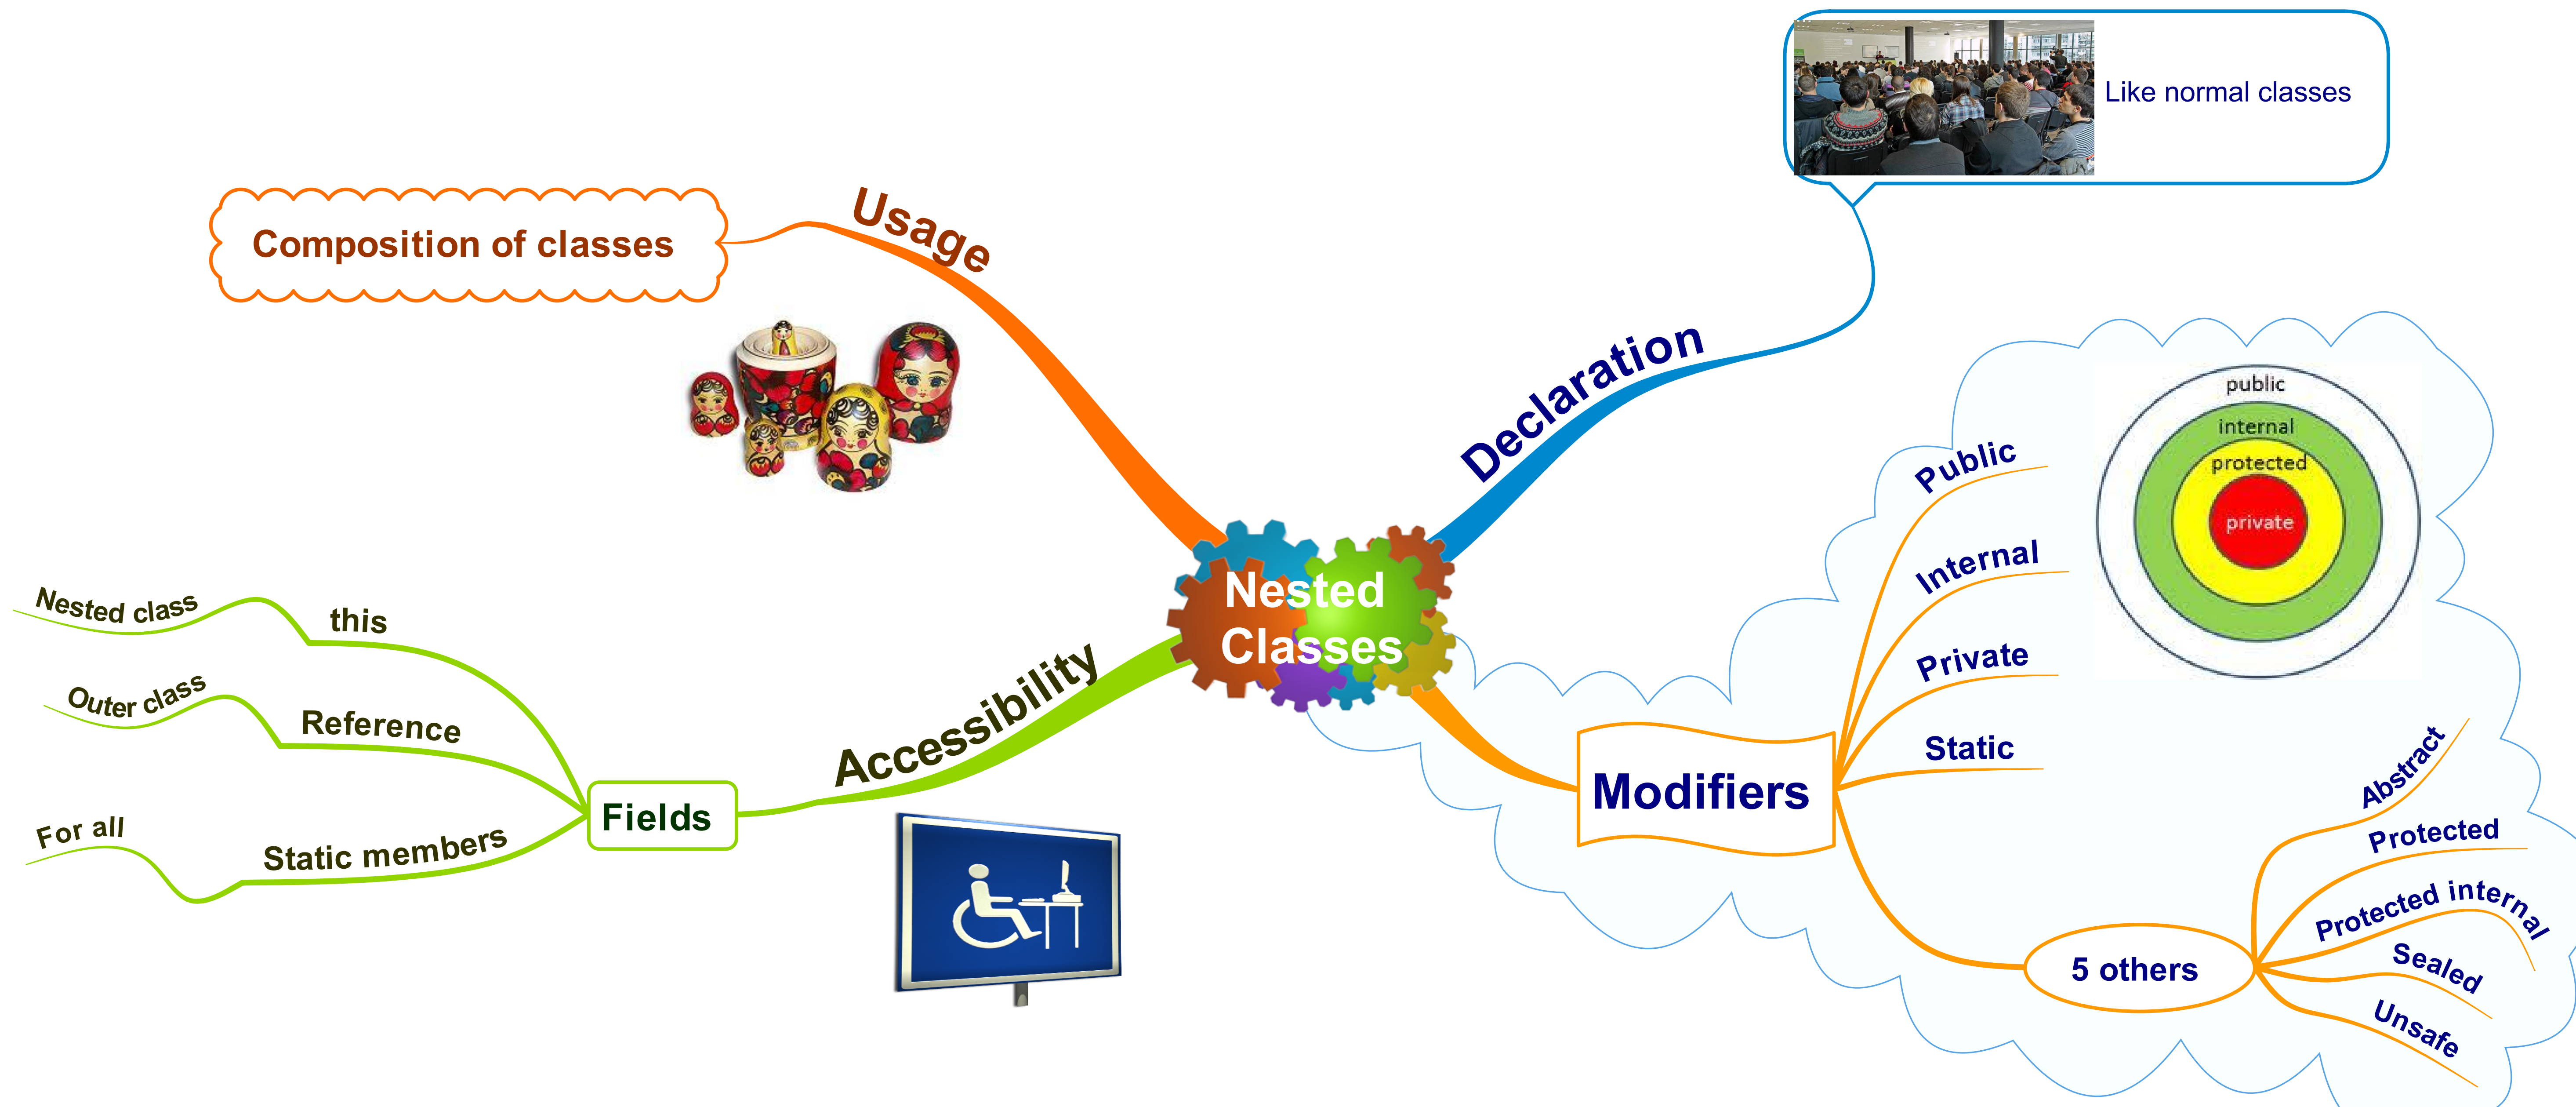 Nested
Classes
Declaration
Like normal classes
Modifiers
Public
Internal
Private
Static
5 others
Abstract
Protected
Protected internal
Sealed
Unsafe
public
internal
protected
private
Accessibility
Fields
this
Nested class
Reference
Outer class
Static members
For all
Usage
Composition of classes